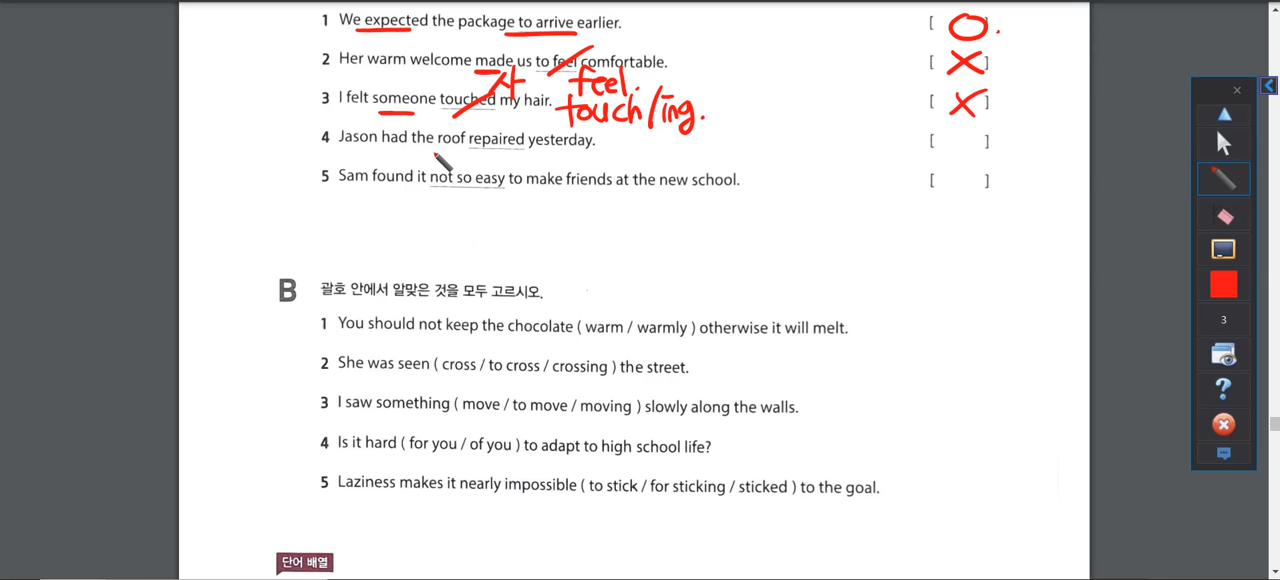 1 We expected the package to arrive earlier. [ O ] .
2 Her warm welcome made us to feel comfortable. [ X ]
사 feel.
3 I felt someone touched my hair. touch/ing. [ X ]
4 Jason had the roof repaired yesterday. [ ]
5 Sam found it not so easy to make friends at the new school. [ ]
B 괄호 안에서 알맞은 것을 모두 고르시오.
1 You should not keep the chocolate ( warm / warmly ) otherwise it will melt.
2 She was seen ( cross / to cross / crossing ) the street.
3 I saw something ( move / to move / moving ) slowly along the walls.
4 Is it hard ( for you / of you ) to adapt to high school life?
5 Laziness makes it nearly impossible ( to stick / for sticking / sticked ) to the goal.
단어 배열
3
?